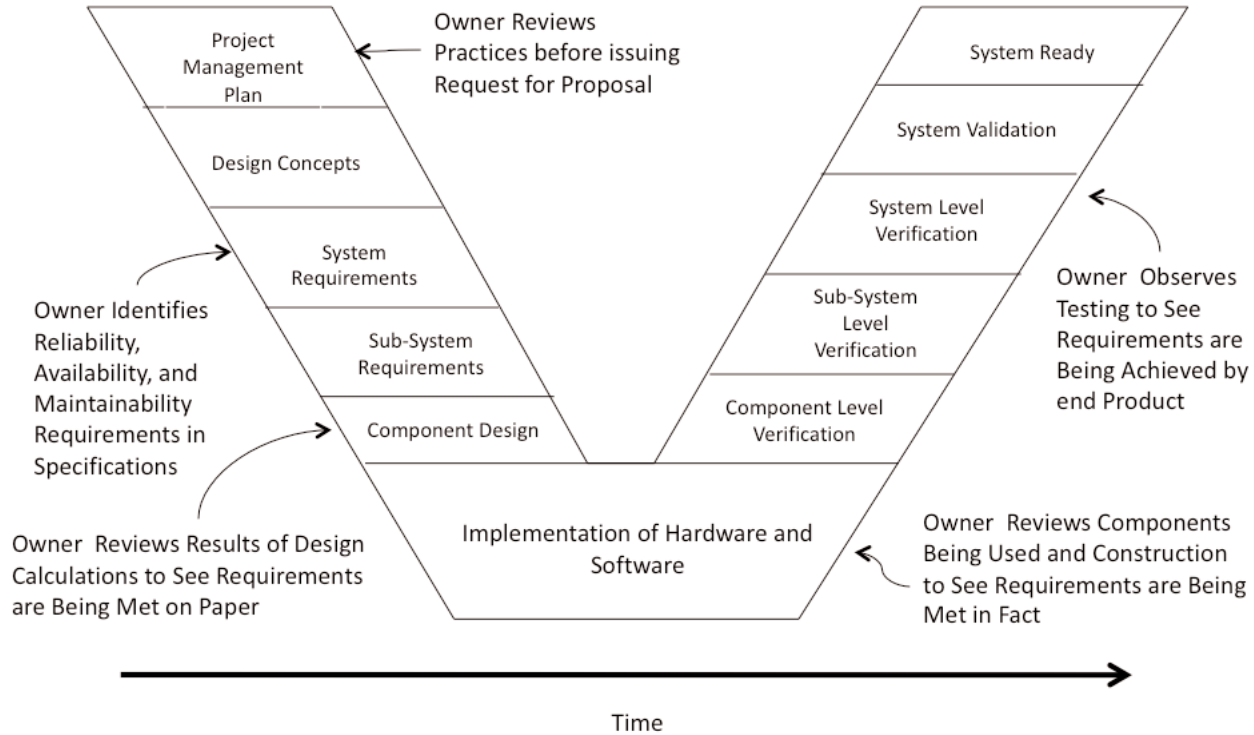 Project
Management
Plan
Owner Reviews
Practices before issuing
Request for Proposal
Design Concepts
System
Requirements
Sub-System
Requirements
Component Design
Owner Identifies
Reliability,
Availability, and
Maintainability
Requirements in
Specifications
Owner Reviews Results of Design
Calculations to See Requirements
are Being Met on Paper
Implementation of Hardware and
Software
System Ready
System Validation
System Level
Verification
Sub-System
Level
Verification
Component Level
Verification
Owner Observes
Testing to See
Requirements are
Being Achieved by
end Product
Owner Reviews Components
Being Used and Construction
to See Requirements are Being
Met in Fact
Time